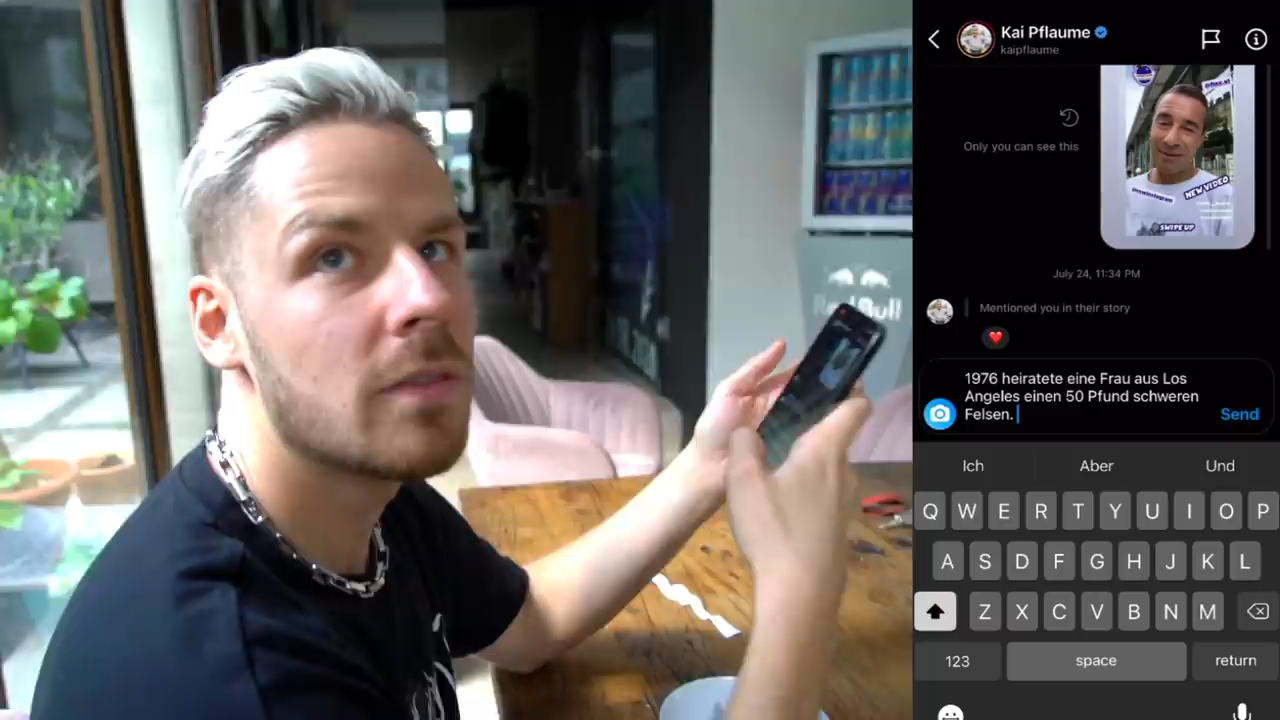 Kai Pflaume
kaipflaume
Only you can see this
NEW VIDEO
SWIPE UP
July 24, 11:34 PM
Mentioned you in their story
1976 heiratete eine Frau aus Los
Angeles einen 50 Pfund schweren
Felsen.
Send
Ich Aber Und
Q W E R T Y U I O P
A S D F G H J K L
Z X C V B N M
123 space return
Red Bull